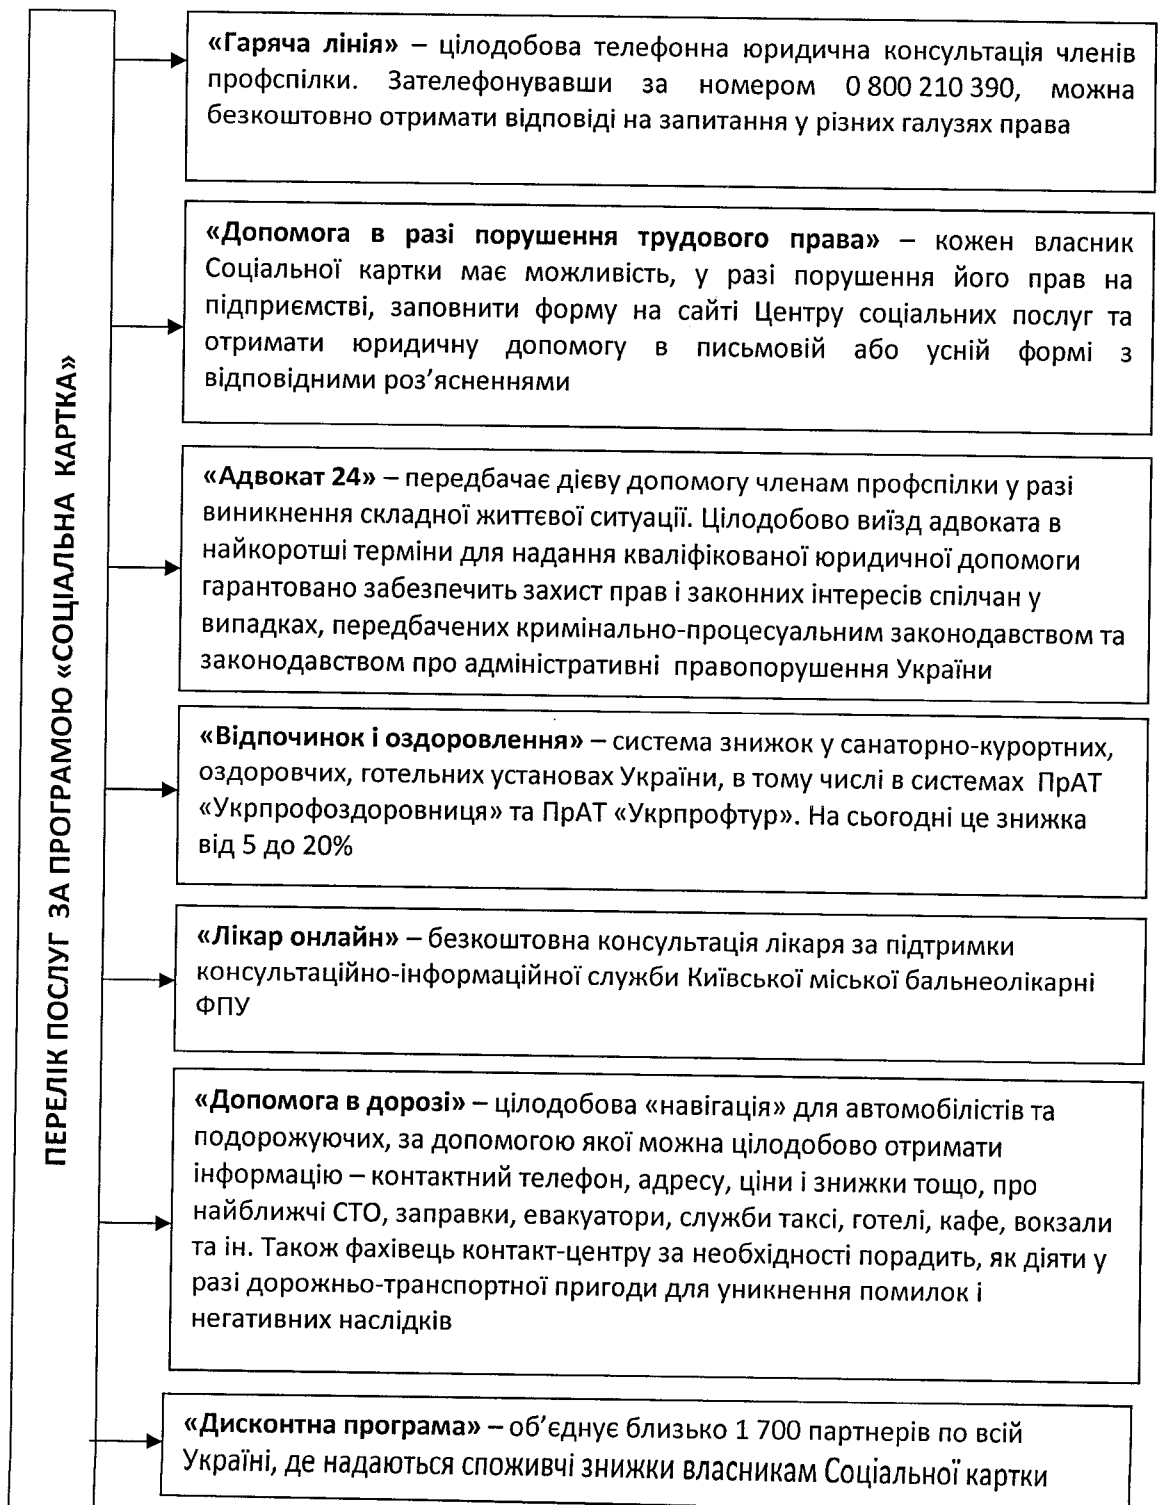 ПЕРЕЛІК ПОСЛУГ ЗА ПРОГРАМОЮ «СОЦІАЛЬНА КАРТКА»
«Гаряча лінія» – цілодобова телефонна юридична консультація членів
профспілки. Зателефонувавши за номером 0 800 210 390, можна
безкоштовно отримати відповіді на запитання у різних галузях права
«Допомога в разі порушення трудового права» – кожен власник
Соціальної картки має можливість, у разі порушення його прав на
підприємстві, заповнити форму на сайті Центру соціальних послуг та
отримати юридичну допомогу в письмовій або усній формі з
відповідними роз’ясненнями
«Адвокат 24» – передбачає дієву допомогу членам профспілки у разі
виникнення складної життєвої ситуації. Цілодобово виїзд адвоката в
найкоротші терміни для надання кваліфікованої юридичної допомоги
гарантовано забезпечить захист прав і законних інтересів спілчан у
випадках, передбачених кримінально-процесуальним законодавством та
законодавством про адміністративні правопорушення України
«Відпочинок і оздоровлення» – система знижок у санаторно-курортних,
оздоровчих, готельних установах України, в тому числі в системах ПрАТ
«Укрпрофоздоровниця» та ПрАТ «Укрпрофтур». На сьогодні це знижка
від 5 до 20%
«Лікар онлайн» – безкоштовна консультація лікаря за підтримки
консультаційно-інформаційної служби Київської міської бальнеолікарні
ФПУ
«Допомога в дорозі» – цілодобова «навігація» для автомобілістів та
подорожуючих, за допомогою якої можна цілодобово отримати
інформацію – контактний телефон, адресу, ціни і знижки тощо, про
найближчі СТО, заправки, евакуатори, служби таксі, готелі, кафе, вокзали
та ін. Також фахівець контакт-центру за необхідності порадить, як діяти у
разі дорожньо-транспортної пригоди для уникнення помилок і
негативних наслідків
«Дисконтна програма» – об’єднує близько 1 700 партнерів по всій
Україні, де надаються споживчі знижки власникам Соціальної картки